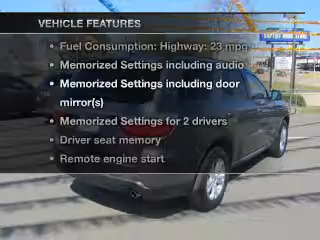 VEHICLE FEATURES
• Fuel Consumption: Highway: 23 mpg
• Memorized Settings including audio
• Memorized Settings including door
mirror(s)
• Memorized Settings for 2 drivers
• Driver seat memory
• Remote engine start